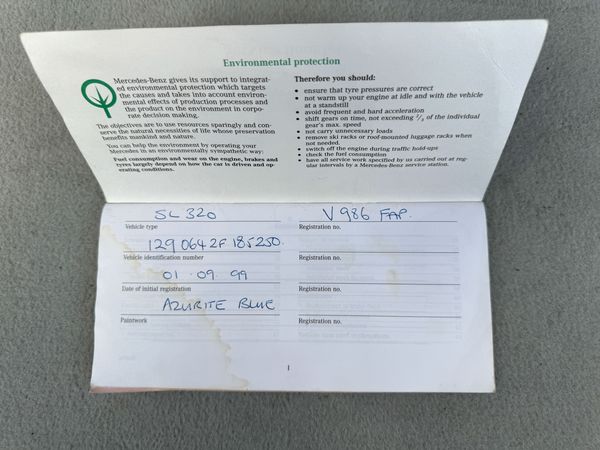 Environmental protection
Mercedes-Benz gives its support to integrat-
ed environmental protection which targets
the causes and takes into account environ-
mental effects of production processes and
the product on the environment in corpo-
rate decision making.
The objectives are to use resources sparingly and con-
serve the natural necessities of life whose preservation
benefits mankind and nature.
You can help the environment by operating your
Mercedes in an environmentally sympathetic way:
Fuel consumption and wear on the engine, brakes and
tyres largely depend on how the car is driven and op-
erating conditions.
Therefore you should:
• ensure that tyre pressures are correct
• not warm up your engine at idle and with the vehicle
at a standstill
• avoid frequent and hard acceleration
• shift gears on time, not exceeding 2/3 of the individual
gear's max. speed
• not carry unnecessary loads
• remove ski racks or roof-mounted luggage racks when
not needed.
• switch off the engine during traffic hold-ups
• check the fuel consumption
• have all service work specified by us carried out at reg-
ular intervals by a Mercedes-Benz service station.
SL 320
Vehicle type
129 064 2F 185250.
Vehicle identification number
01 . 09 . 99
Date of initial registration
AZURITE BLUE
Paintwork
V 986 FAP.
Registration no.
Registration no.
Registration no.
Registration no.
1